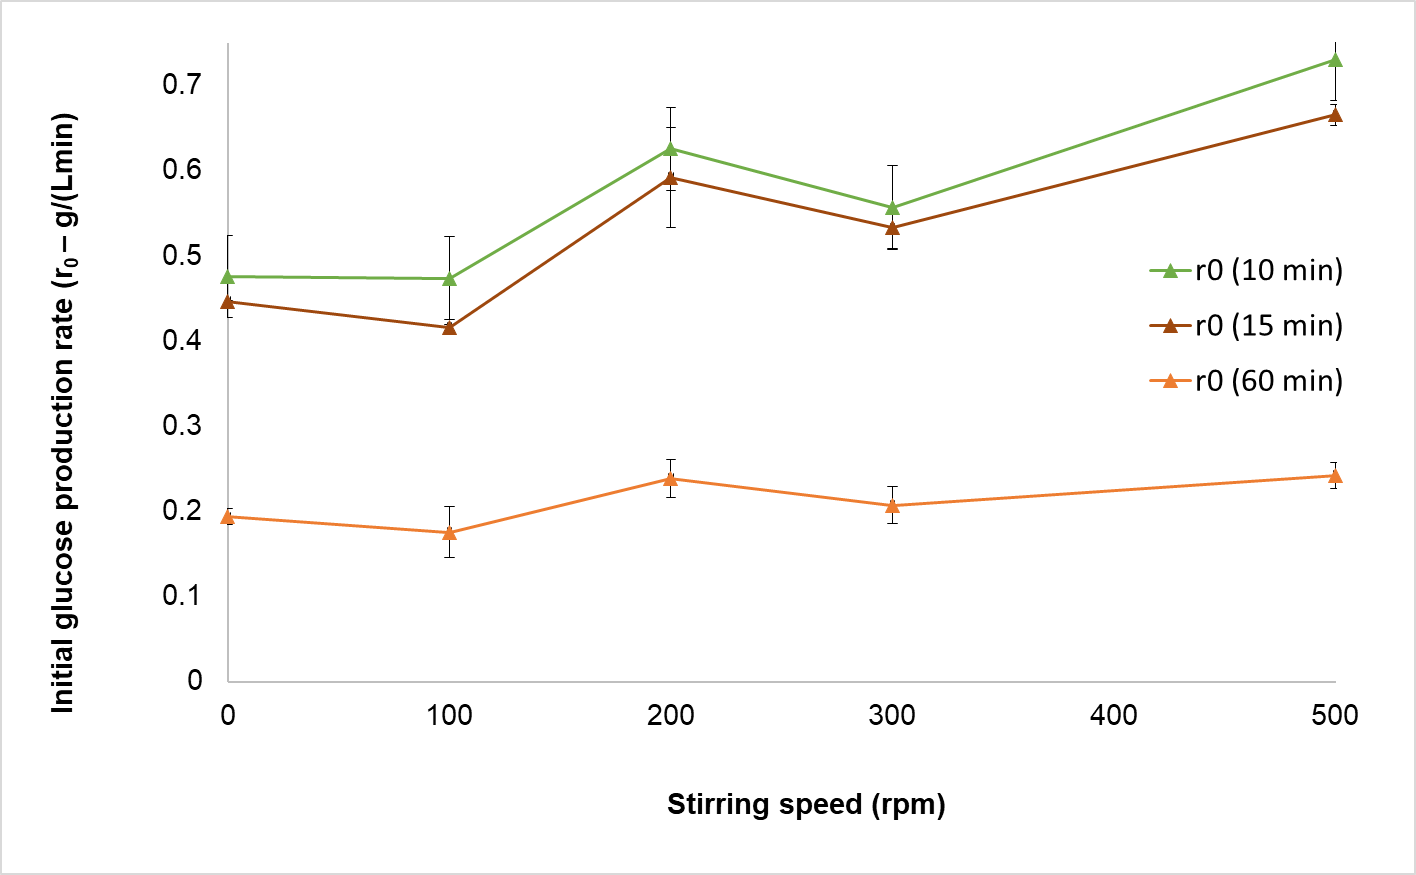 Initial glucose production rate (r₀ – g/(Lmin)
0.7
0.6
0.5
0.4
0.3
0.2
0.1
0
0 100 200 300 400 500
Stirring speed (rpm)
r0 (10 min)
r0 (15 min)
r0 (60 min)